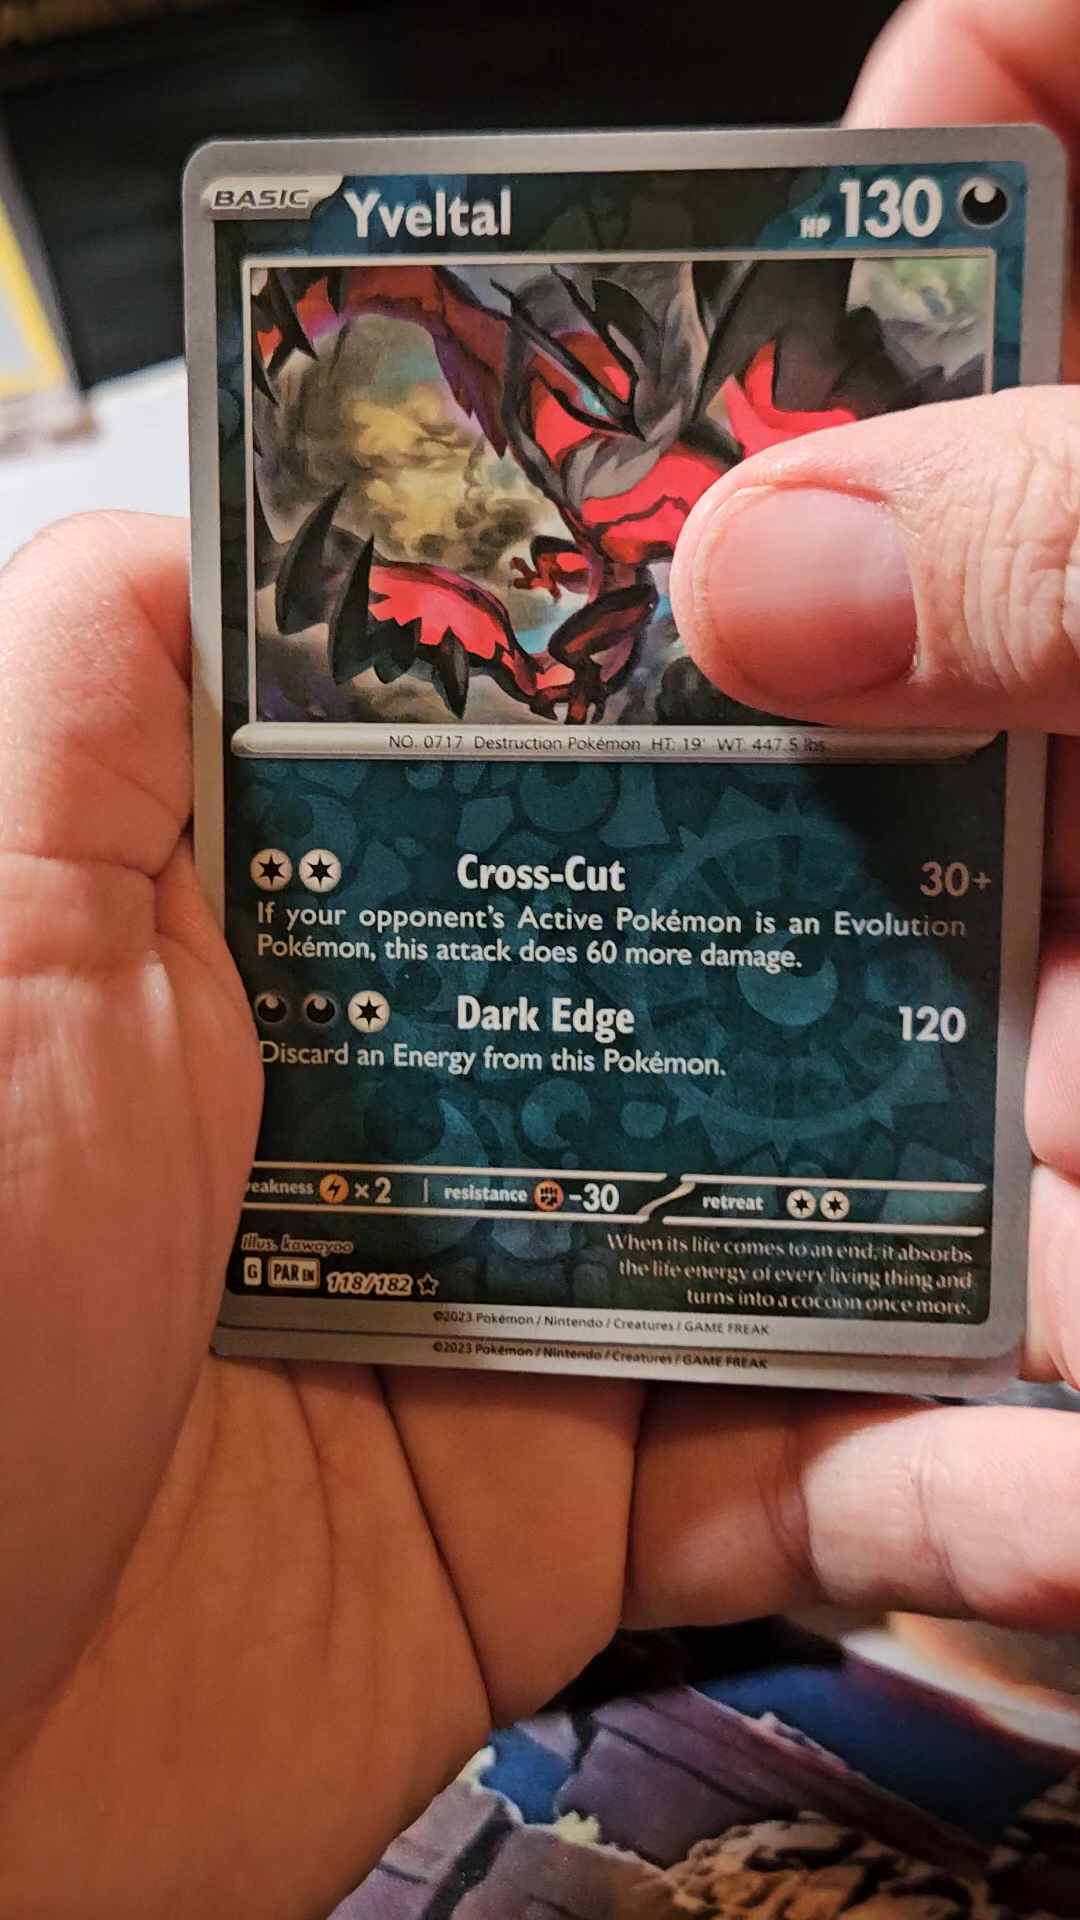 BASIC Yveltal HP 130
NO. 0717 Destruction Pokémon HT: 19' WT: 447.5 lbs.
Cross-Cut 30+
If your opponent's Active Pokémon is an Evolution
Pokémon, this attack does 60 more damage.
Dark Edge 120
Discard an Energy from this Pokémon.
eakness ×2 resistance -30 retreat
Illus. kawayoo
G PAR EN 118/182
When its life comes to an end, it absorbs
the life energy of every living thing and
turns into a cocoon once more.
©2023 Pokémon / Nintendo / Creatures / GAME FREAK
©2023 Pokémon / Nintendo / Creatures / GAME FREAK